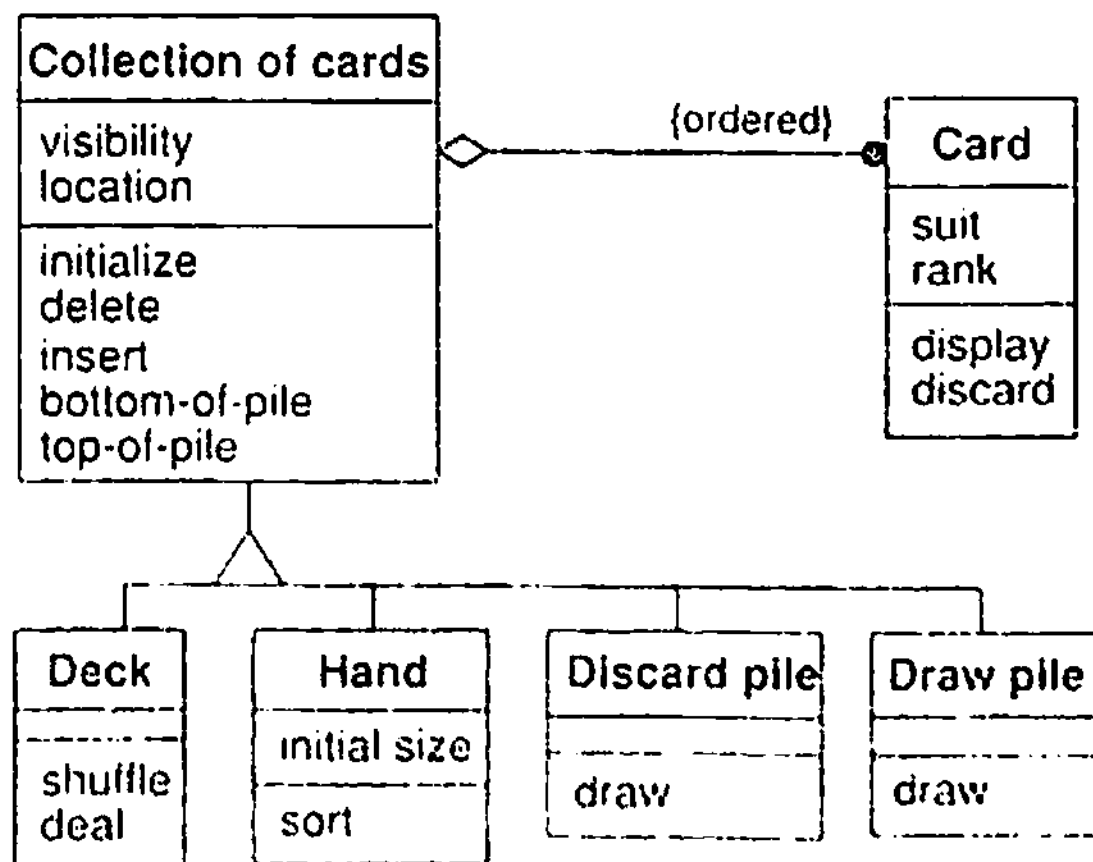 Collection of cards
visibility
location
initialize
delete
insert
bottom-of-pile
top-of-pile
{ordered}
Card
suit
rank
display
discard
Deck
shuffle
deal
Hand
initial size
sort
Discard pile
draw
Draw pile
draw